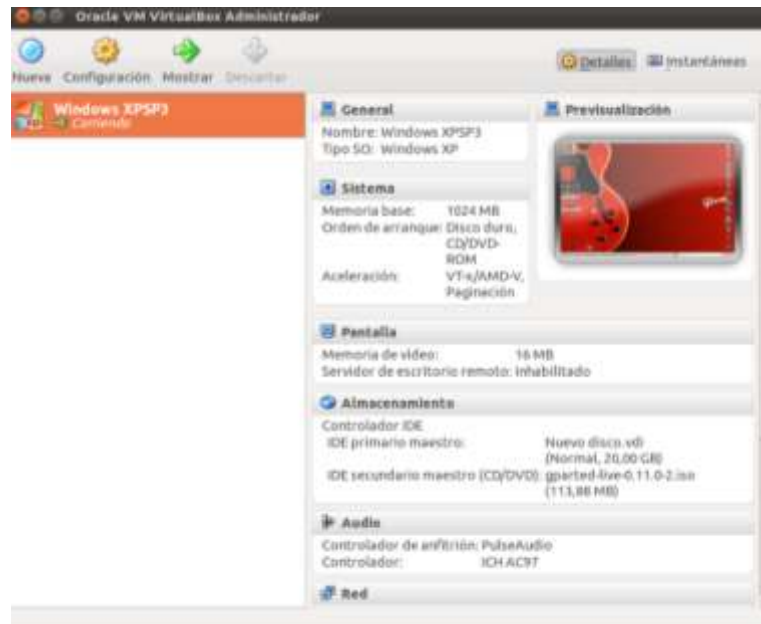 Oracle VM VirtualBox Administrador
Nueva Configuración Mostrar Descartar
Detalles Instantáneas
Windows XPSP3
Corriendo
General
Nombre: Windows XPSP3
Tipo SO: Windows XP
Sistema
Memoria base: 1024 MB
Orden de arranque: Disco duro,
CD/DVD-
ROM
Aceleración: VT-x/AMD-V,
Paginación
Previsualización
Pantalla
Memoria de vídeo: 16 MB
Servidor de escritorio remoto: Inhabilitado
Almacenamiento
Controlador IDE
IDE primario maestro: Nuevo disco.vdi
(Normal, 20,00 GB)
IDE secundario maestro (CD/DVD): gparted-live-0.11.0-2.iso
(113,88 MB)
Audio
Controlador de anfitrión: PulseAudio
Controlador: ICH AC97
Red